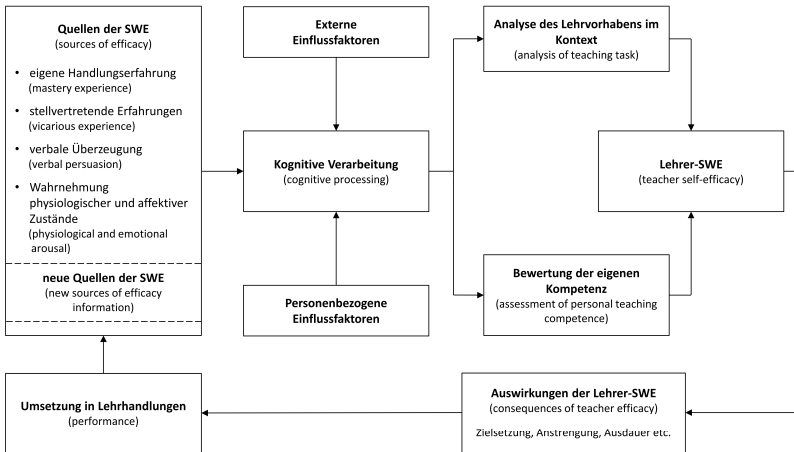 Quellen der SWE
(sources of efficacy)
• eigene Handlungserfahrung
(mastery experience)
• stellvertretende Erfahrungen
(vicarious experience)
• verbale Überzeugung
(verbal persuasion)
• Wahrnehmung
physiologischer und affektiver
Zustände
(physiological and emotional
arousal)
neue Quellen der SWE
(new sources of efficacy
information)
Externe
Einflussfaktoren
Kognitive Verarbeitung
(cognitive processing)
Personenbezogene
Einflussfaktoren
Analyse des Lehrvorhabens im
Kontext
(analysis of teaching task)
Lehrer-SWE
(teacher self-efficacy)
Bewertung der eigenen
Kompetenz
(assessment of personal teaching
competence)
Umsetzung in Lehrhandlungen
(performance)
Auswirkungen der Lehrer-SWE
(consequences of teacher efficacy)
Zielsetzung, Anstrengung, Ausdauer etc.